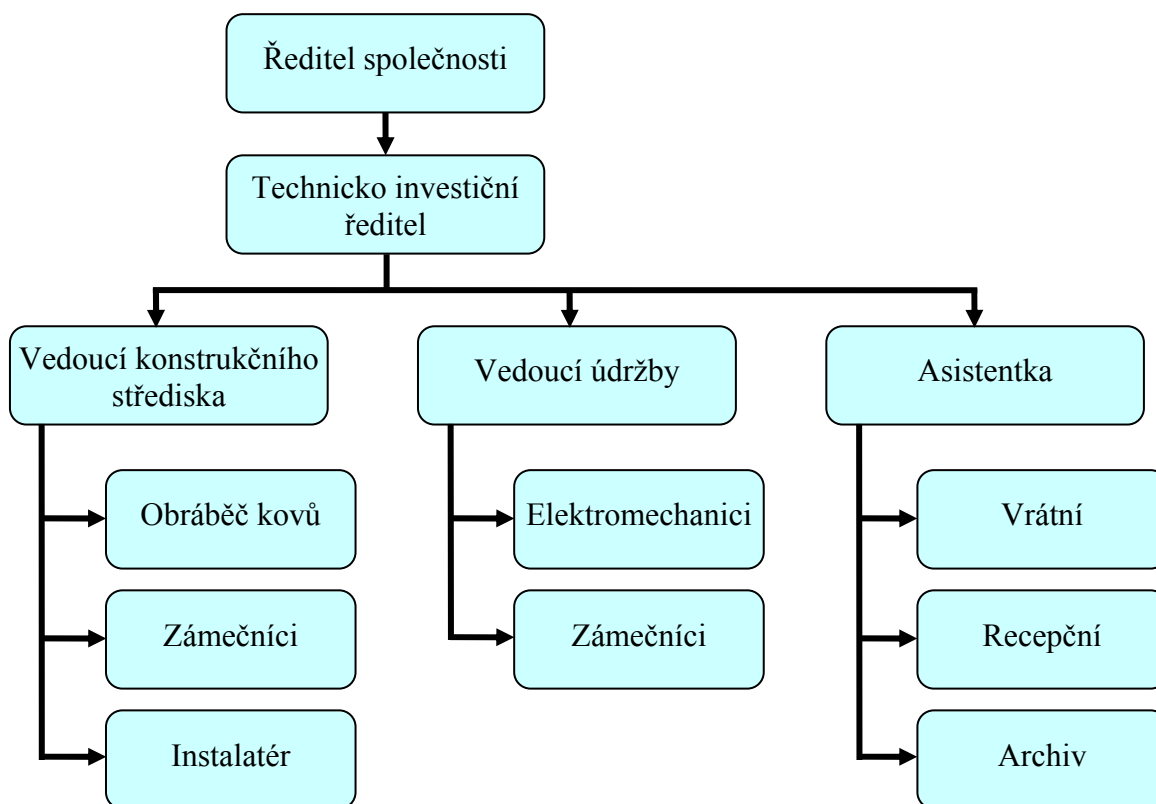 Ředitel společnosti
Technicko investiční
ředitel
Vedoucí konstrukčního
střediska
Vedoucí údržby
Asistentka
Obráběč kovů
Elektromechanici
Vrátní
Zámečníci
Zámečníci
Recepční
Instalatér
Archiv